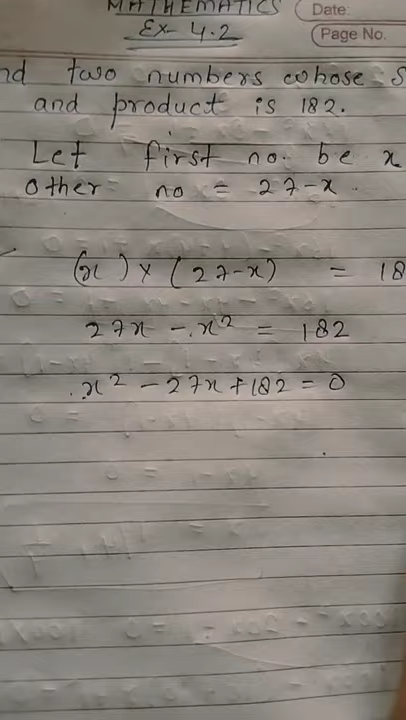 MATHEMATICS
Date:
Ex- 4.2
Page No.
two numbers whose
and product is 182.
Let first no. be x
other no = 27-x.
(x) × (27-x) = 18
27x - x² = 182
x² - 27x + 182 = 0